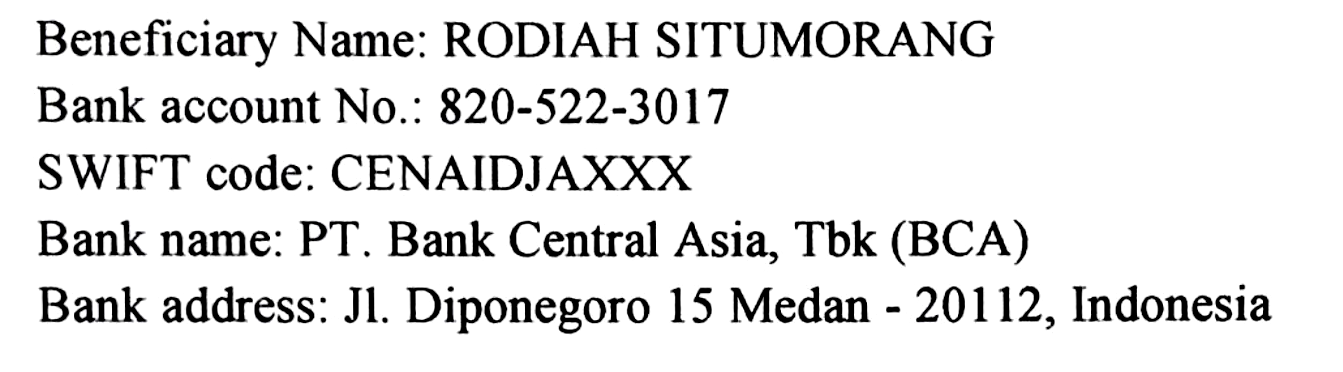 Beneficiary Name: RODIAH SITUMORANG
Bank account No.: 820-522-3017
SWIFT code: CENAIDJAXXX
Bank name: PT. Bank Central Asia, Tbk (BCA)
Bank address: Jl. Diponegoro 15 Medan - 20112, Indonesia